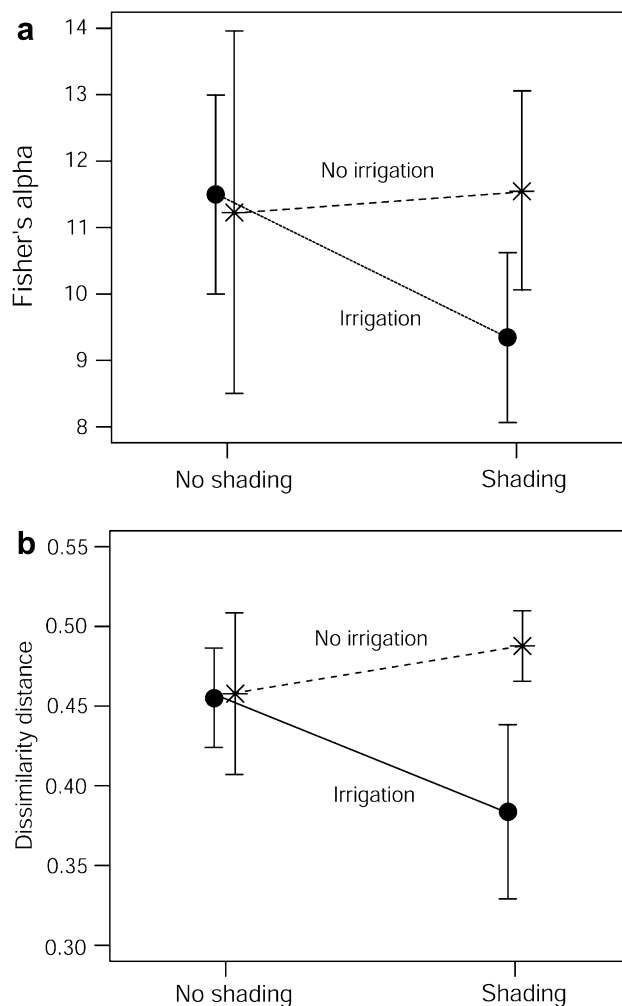 a
14
13
12
11
10
9
8
Fisher's alpha
No irrigation
Irrigation
No shading Shading
b
0.55
0.50
0.45
0.40
0.35
0.30
Dissimilarity distance
No irrigation
Irrigation
No shading Shading